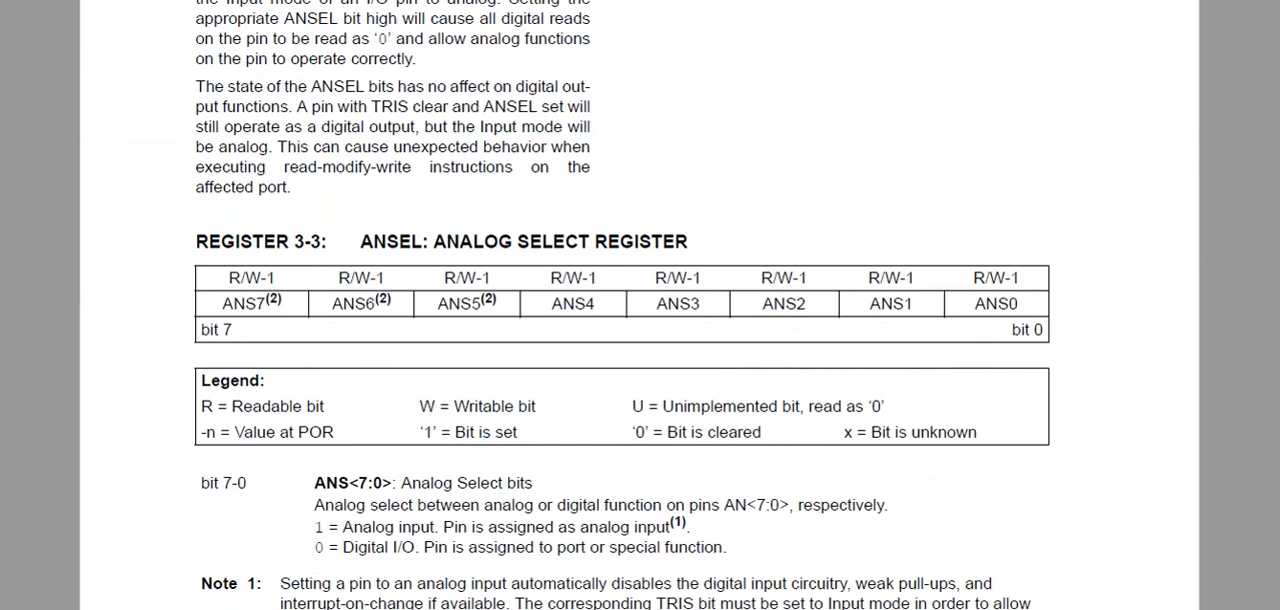 the Input mode of an I/O pin to analog. Setting the
appropriate ANSEL bit high will cause all digital reads
on the pin to be read as ‘0’ and allow analog functions
on the pin to operate correctly.
The state of the ANSEL bits has no affect on digital out-
put functions. A pin with TRIS clear and ANSEL set will
still operate as a digital output, but the Input mode will
be analog. This can cause unexpected behavior when
executing read-modify-write instructions on the
affected port.
REGISTER 3-3: ANSEL: ANALOG SELECT REGISTER
R/W-1 R/W-1 R/W-1 R/W-1 R/W-1 R/W-1 R/W-1 R/W-1
ANS7(2) ANS6(2) ANS5(2) ANS4 ANS3 ANS2 ANS1 ANS0
bit 7 bit 0
Legend:
R = Readable bit W = Writable bit U = Unimplemented bit, read as ‘0’
-n = Value at POR ‘1’ = Bit is set ‘0’ = Bit is cleared x = Bit is unknown
bit 7-0 ANS<7:0>: Analog Select bits
Analog select between analog or digital function on pins AN<7:0>, respectively.
1 = Analog input. Pin is assigned as analog input(1).
0 = Digital I/O. Pin is assigned to port or special function.
Note 1: Setting a pin to an analog input automatically disables the digital input circuitry, weak pull-ups, and
interrupt-on-change if available. The corresponding TRIS bit must be set to Input mode in order to allow